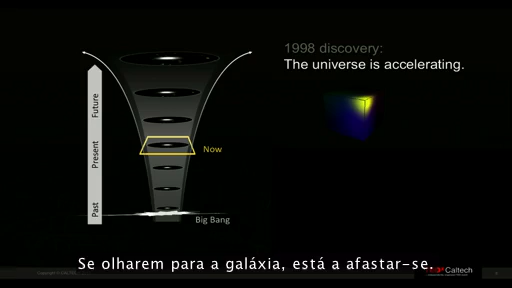 1998 discovery:
The universe is accelerating.
Future
Present
Past
Now
Big Bang
Se olharem para a galáxia, está a afastar-se.
Caltech